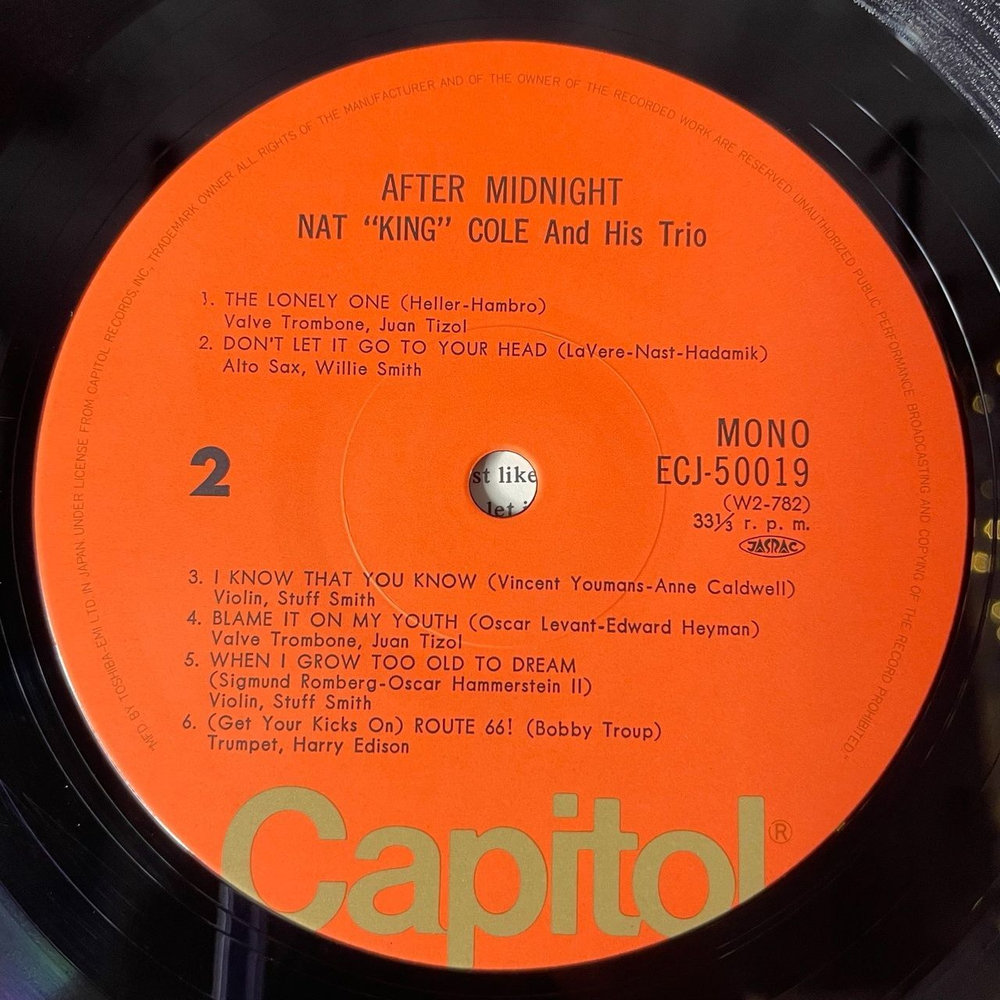 "MFD BY TOSHIBA-EMI LTD. IN JAPAN UNDER LICENSE FROM CAPITOL RECORDS, INC., TRADEMARK OWNER ALL RIGHTS OF THE MANUFACTURER AND OF THE OWNER OF THE RECORDED WORK ARE RESERVED UNAUTHORIZED PUBLIC PERFORMANCE BROADCASTING AND COPYING OF THE RECORD PROHIBITED."
AFTER MIDNIGHT
NAT “KING” COLE And His Trio
1. THE LONELY ONE (Heller-Hambro)
Valve Trombone, Juan Tizol
2. DON'T LET IT GO TO YOUR HEAD (LaVere-Nast-Hadamik)
Alto Sax, Willie Smith
2
MONO
ECJ-50019
(W2-782)
33⅓ r. p. m.
JASRAC
st like
let i
3. I KNOW THAT YOU KNOW (Vincent Youmans-Anne Caldwell)
Violin, Stuff Smith
4. BLAME IT ON MY YOUTH (Oscar Levant-Edward Heyman)
Valve Trombone, Juan Tizol
5. WHEN I GROW TOO OLD TO DREAM
(Sigmund Romberg-Oscar Hammerstein II)
Violin, Stuff Smith
6. (Get Your Kicks On) ROUTE 66! (Bobby Troup)
Trumpet, Harry Edison
Capitol®